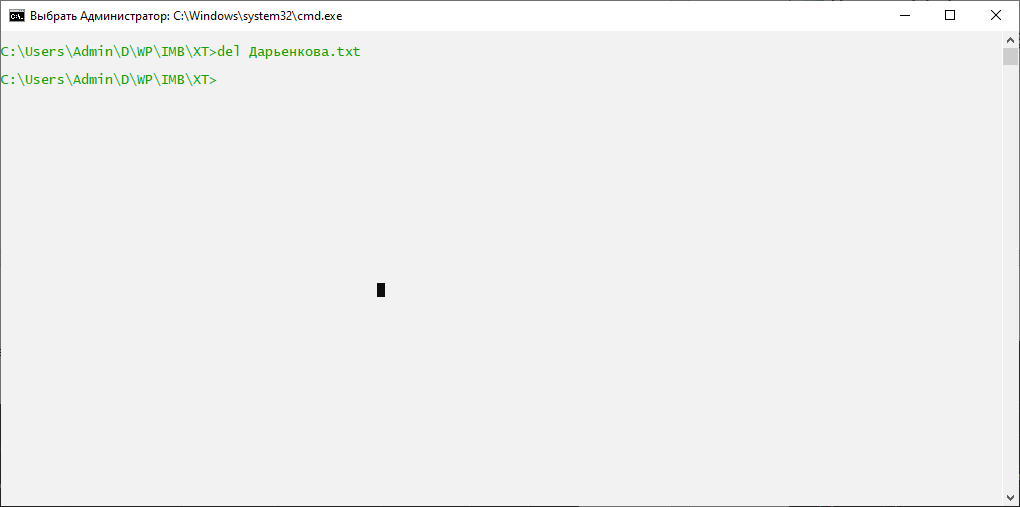 Выбрать Администратор: C:\Windows\system32\cmd.exe
C:\Users\Admin\D\WP\IMB\XT>del Дарьенкова.txt
C:\Users\Admin\D\WP\IMB\XT>